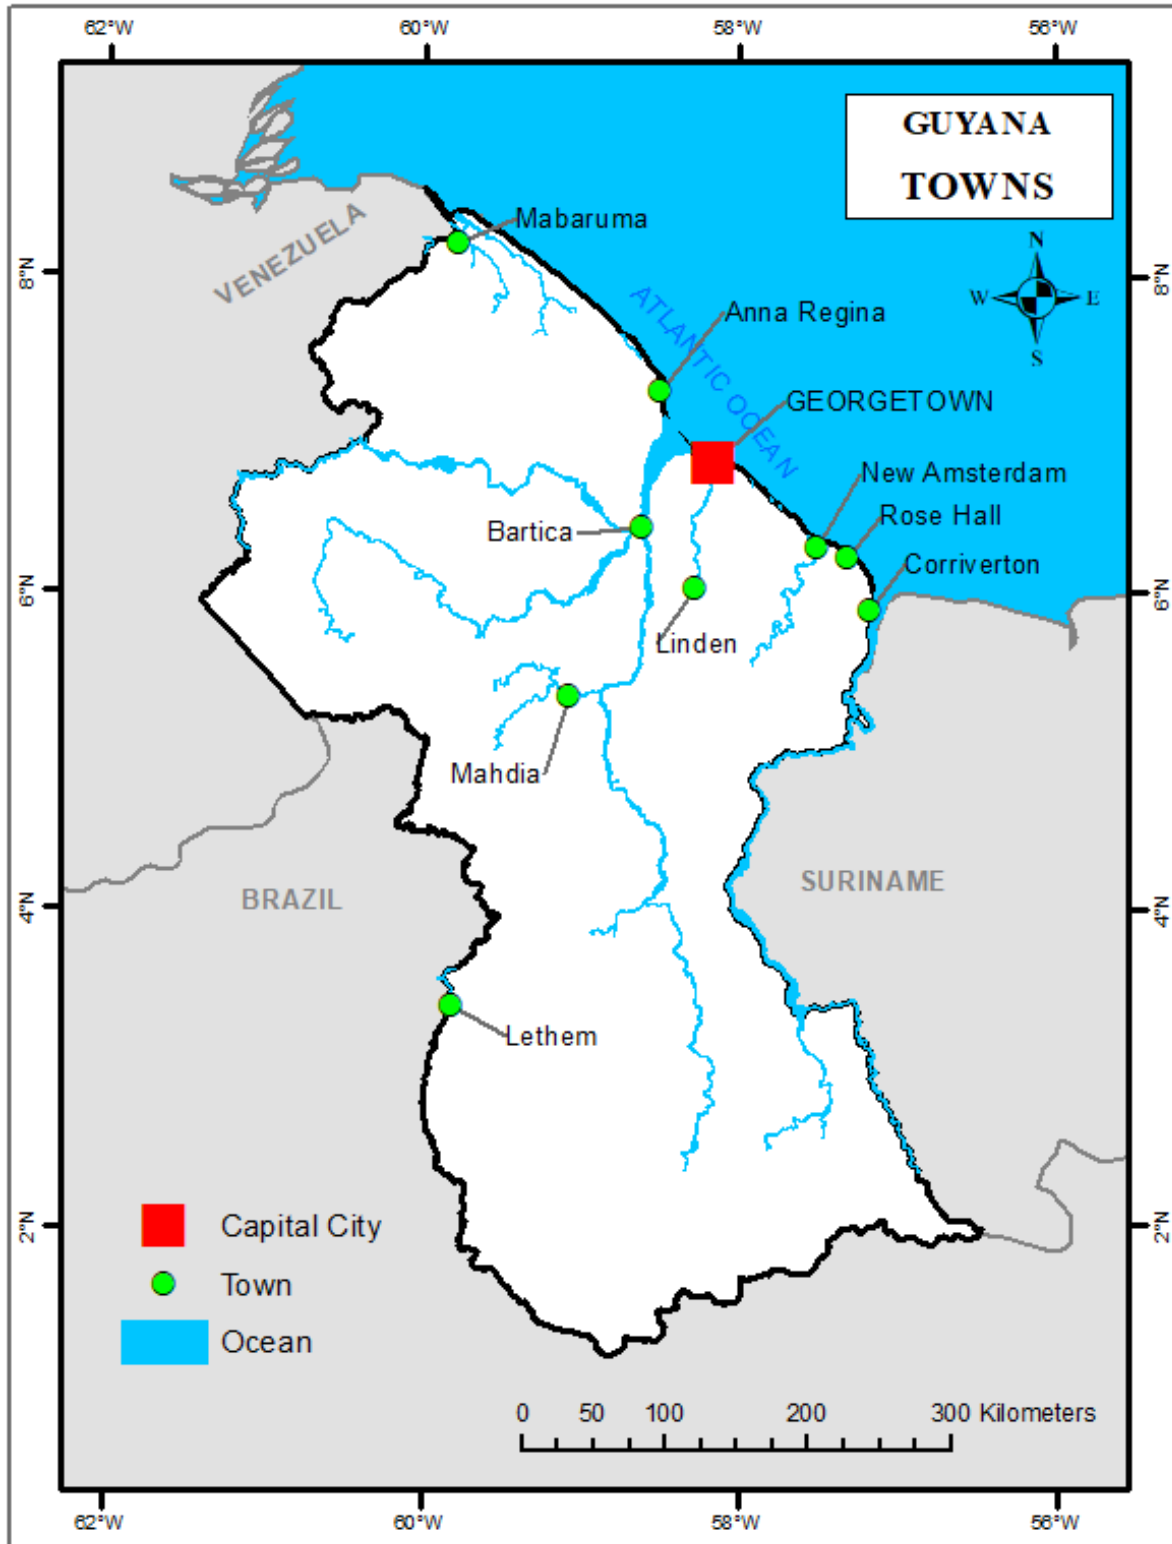 62°W 60°W 58°W 56°W
GUYANA
TOWNS
Mabaruma
VENEZUELA
N
W E
S
8°N 8°N
ATLANTIC OCEAN
Anna Regina
GEORGETOWN
New Amsterdam
Rose Hall
Bartica
Corriverton
6°N 6°N
Linden
Mahdia
SURINAME
BRAZIL
4°N 4°N
Lethem
2°N 2°N
Capital City
Town
Ocean
0 50 100 200 300 Kilometers
62°W 60°W 58°W 56°W